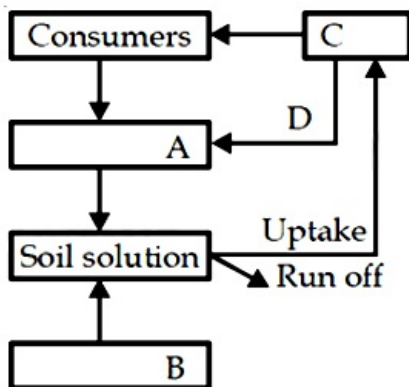 Consumers
C
D
A
Uptake
Soil solution
Run off
B